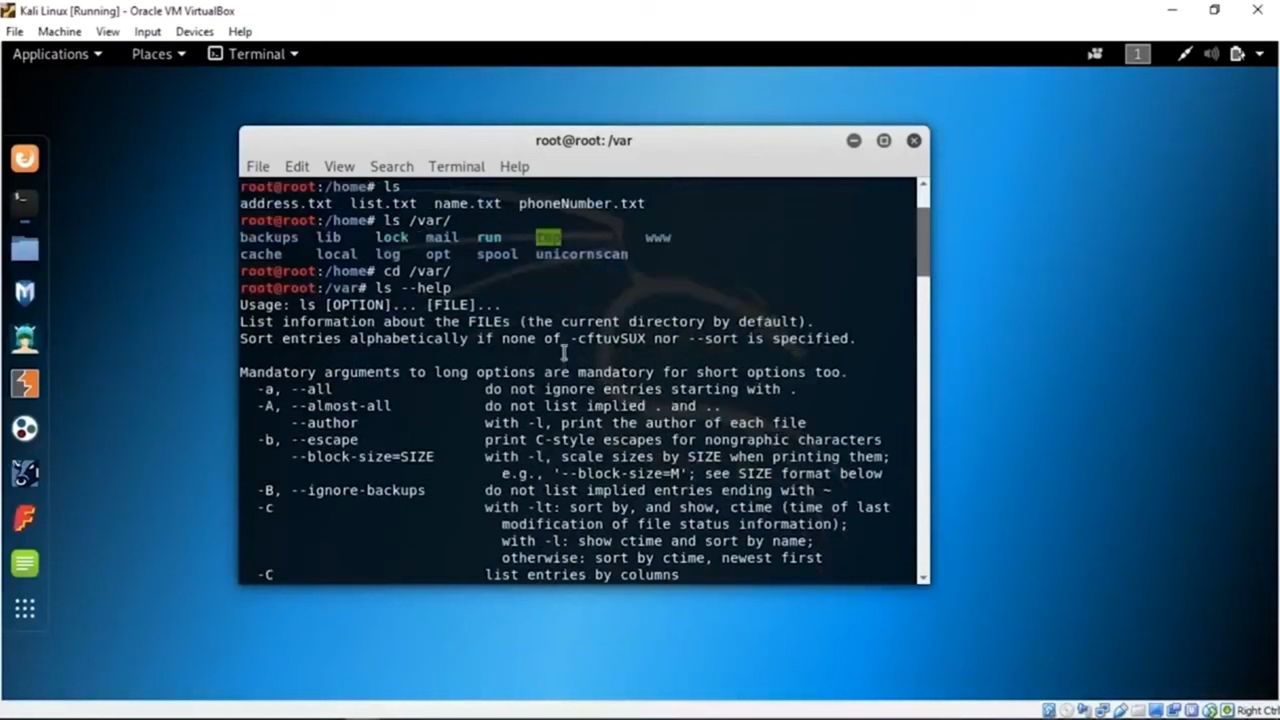 Kali Linux [Running] - Oracle VM VirtualBox
File Machine View Input Devices Help
Applications Places Terminal 1
root@root: /var
File Edit View Search Terminal Help
root@root:/home# ls
address.txt list.txt name.txt phoneNumber.txt
root@root:/home# ls /var/
backups lib lock mail run tmp www
cache local log opt spool unicornscan
root@root:/home# cd /var/
root@root:/var# ls --help
Usage: ls [OPTION]... [FILE]...
List information about the FILEs (the current directory by default).
Sort entries alphabetically if none of -cftuvSUX nor --sort is specified.
Mandatory arguments to long options are mandatory for short options too.
-a, --all do not ignore entries starting with .
-A, --almost-all do not list implied . and ..
--author with -l, print the author of each file
-b, --escape print C-style escapes for nongraphic characters
--block-size=SIZE with -l, scale sizes by SIZE when printing them;
e.g., '--block-size=M'; see SIZE format below
-B, --ignore-backups do not list implied entries ending with ~
-c with -lt: sort by, and show, ctime (time of last
modification of file status information);
with -l: show ctime and sort by name;
otherwise: sort by ctime, newest first
-C list entries by columns
Right Ctrl